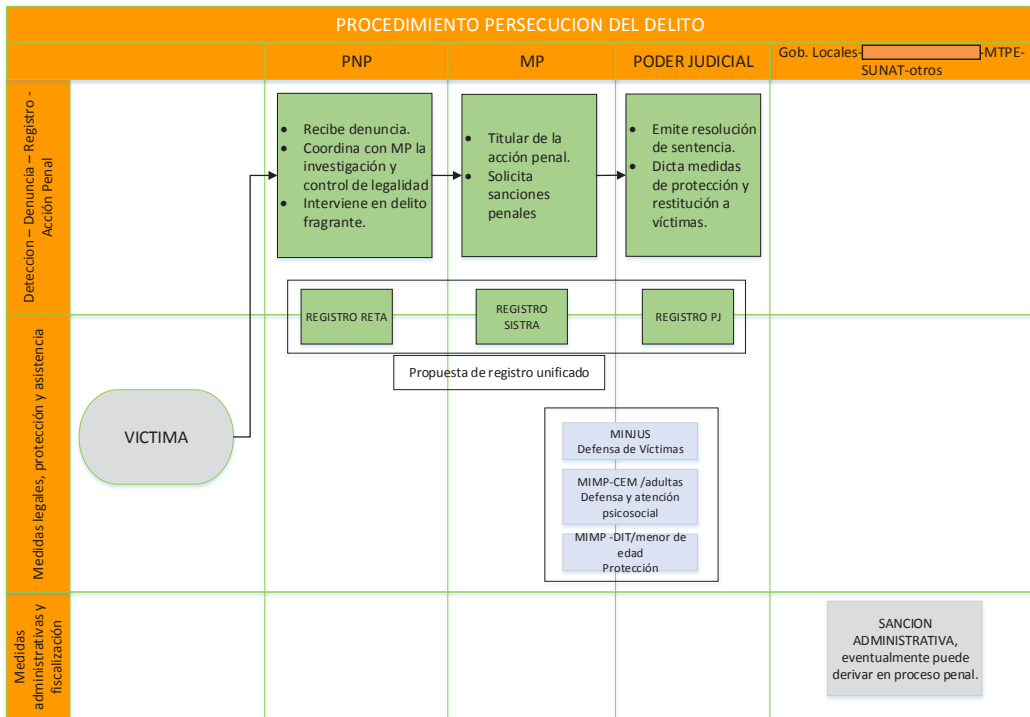 PROCEDIMIENTO PERSECUCION DEL DELITO
PNP
MP
PODER JUDICIAL
Gob. Locales- -MTPE-
SUNAT-otros
Deteccion – Denuncia – Registro -
Acción Penal
• Recibe denuncia.
• Coordina con MP la
investigación y
control de legalidad
• Interviene en delito
fragrante.
• Titular de la
acción penal.
• Solicita
sanciones
penales
• Emite resolución
de sentencia.
• Dicta medidas
de protección y
restitución a
víctimas.
REGISTRO RETA
REGISTRO
SISTRA
REGISTRO PJ
Propuesta de registro unificado
Medidas legales, protección y asistencia
VICTIMA
MINJUS
Defensa de Víctimas
MIMP-CEM /adultas
Defensa y atención
psicosocial
MIMP -DIT/menor de
edad
Protección
Medidas
administrativas y
fiscalización
SANCION
ADMINISTRATIVA,
eventualmente puede
derivar en proceso penal.